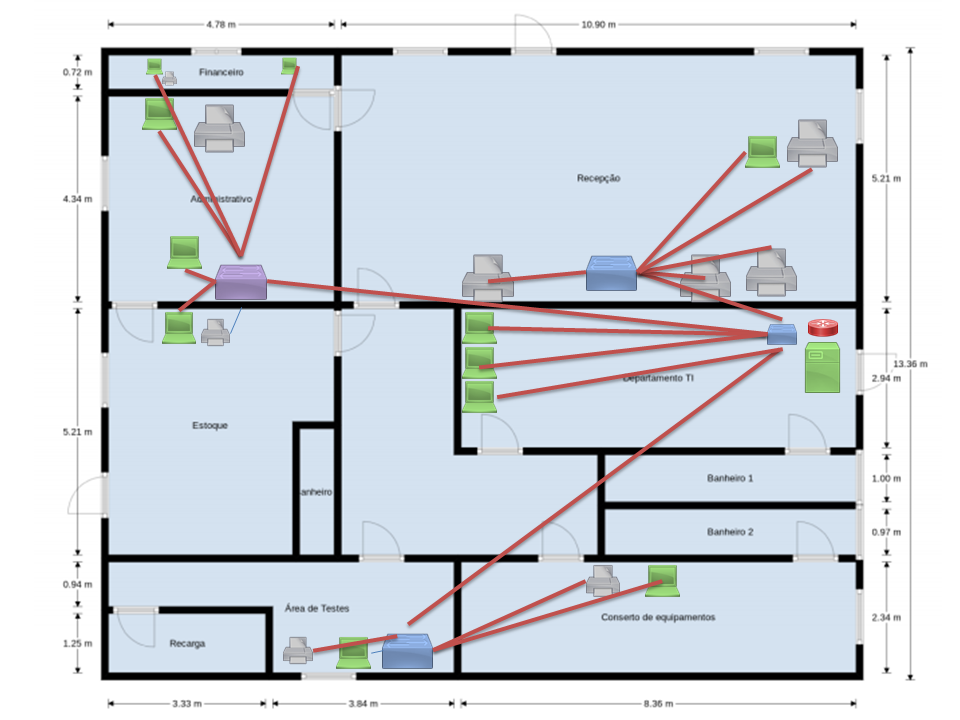 4.78 m
10.90 m
0.72 m
Financeiro
4.34 m
Administrativo
Recepção
5.21 m
13.36 m
2.94 m
Departamento TI
5.21 m
Estoque
anheiro
Banheiro 1
1.00 m
Banheiro 2
0.97 m
0.94 m
Área de Testes
Conserto de equipamentos
2.34 m
1.25 m
Recarga
3.33 m
3.84 m
8.36 m